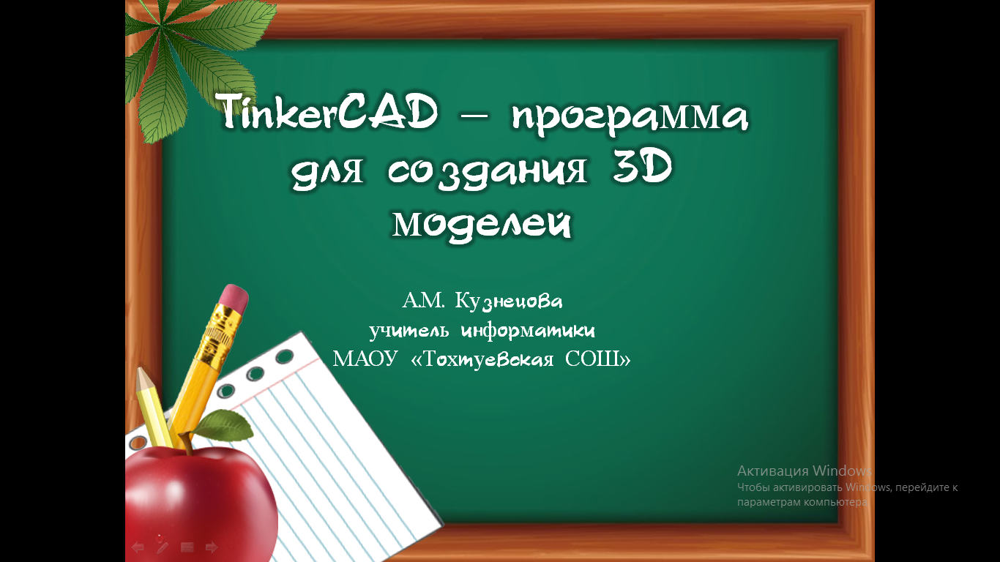 TinkerCAD – программа
для создания 3D
моделей
А.М. Кузнецова
учитель информатики
МАОУ «Тохтуевская СОШ»
Активация Windows
Чтобы активировать Windows, перейдите к
параметрам компьютера.